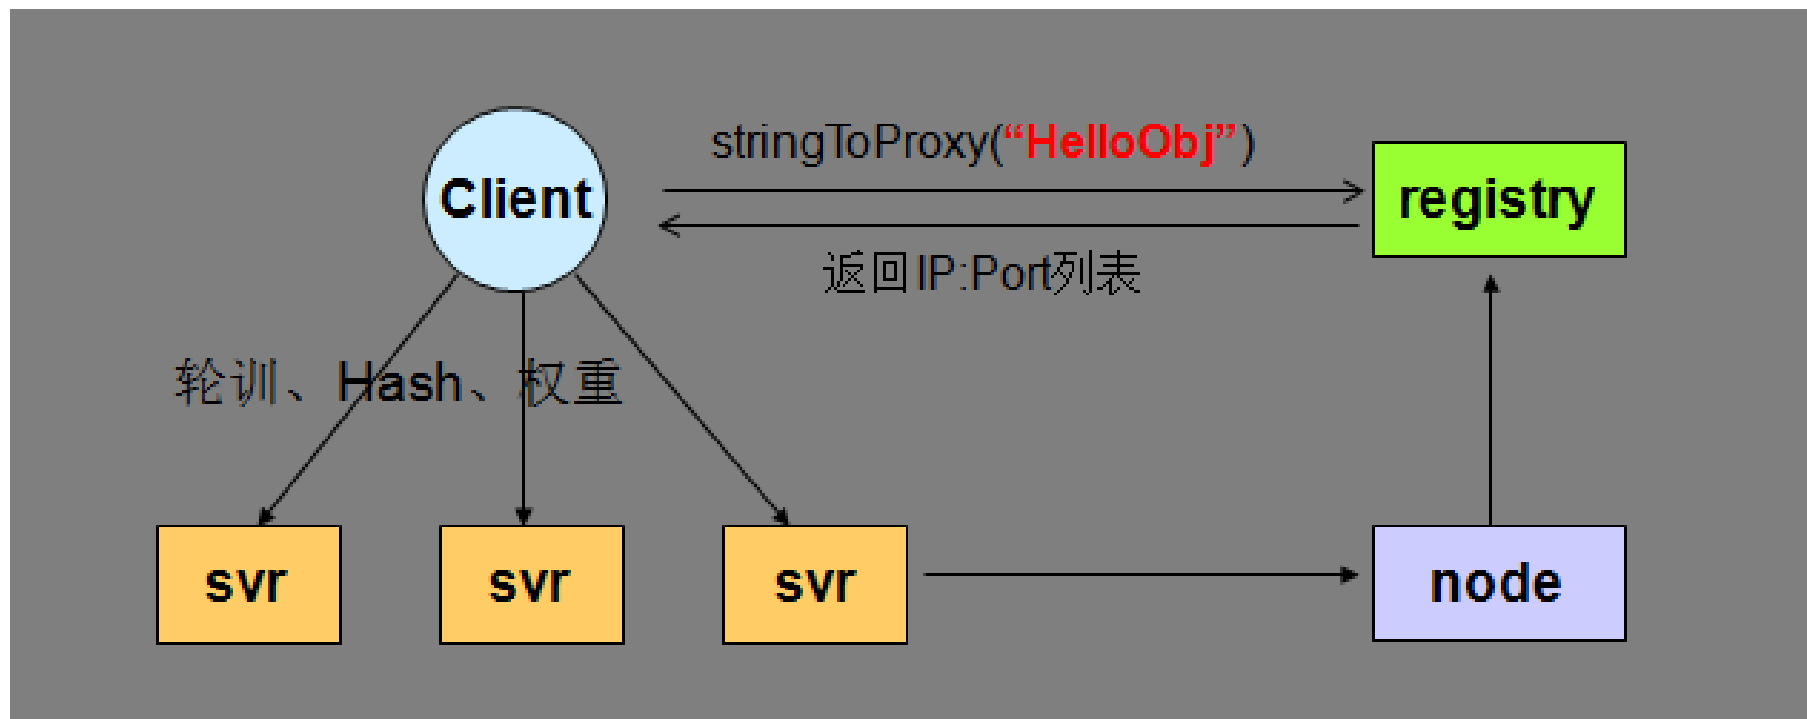 stringToProxy(“HelloObj”)
Client
registry
返回IP:Port列表
轮训、Hash、权重
svr
svr
svr
node